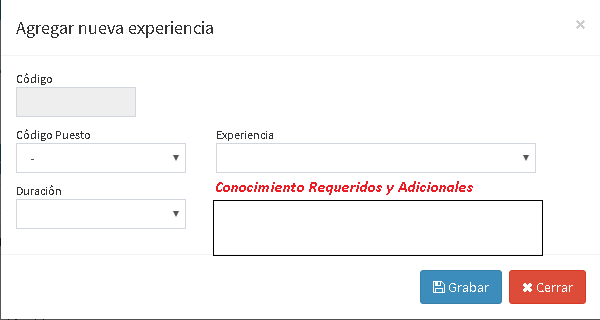 Agregar nueva experiencia ×
Código
Código Puesto Experiencia
-
Duración Conocimiento Requeridos y Adicionales
Grabar Cerrar